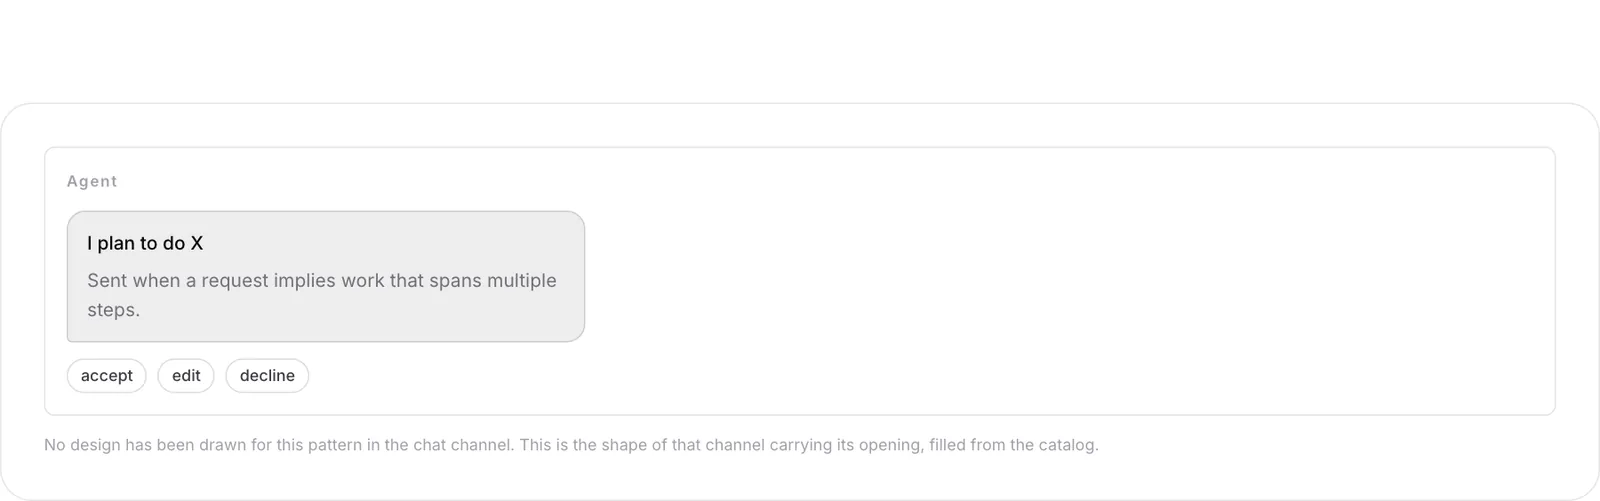 Agent
I plan to do X
Sent when a request implies work that spans multiple
steps.
accept edit decline
No design has been drawn for this pattern in the chat channel. This is the shape of that channel carrying its opening, filled from the catalog.